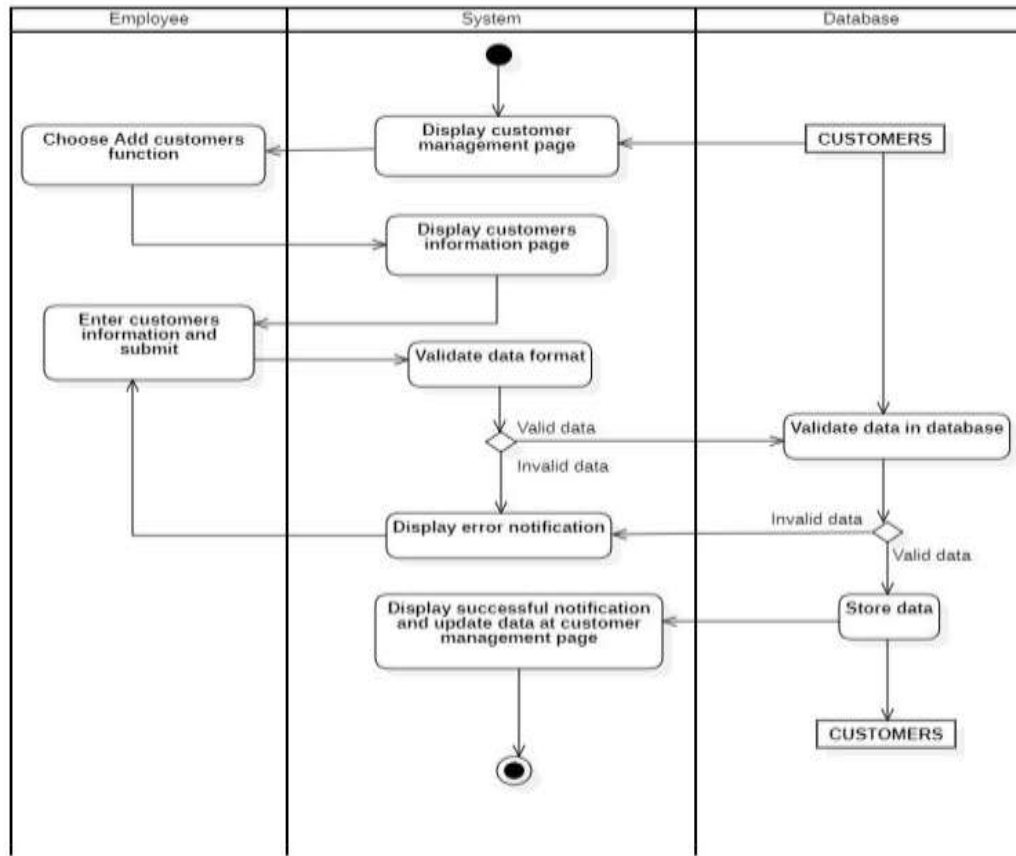 Employee
System
Database
Display customer
management page
CUSTOMERS
Choose Add customers
function
Display customers
information page
Enter customers
information and
submit
Validate data format
Valid data
Validate data in database
Invalid data
Display error notification
Invalid data
Valid data
Display successful notification
and update data at customer
management page
Store data
CUSTOMERS